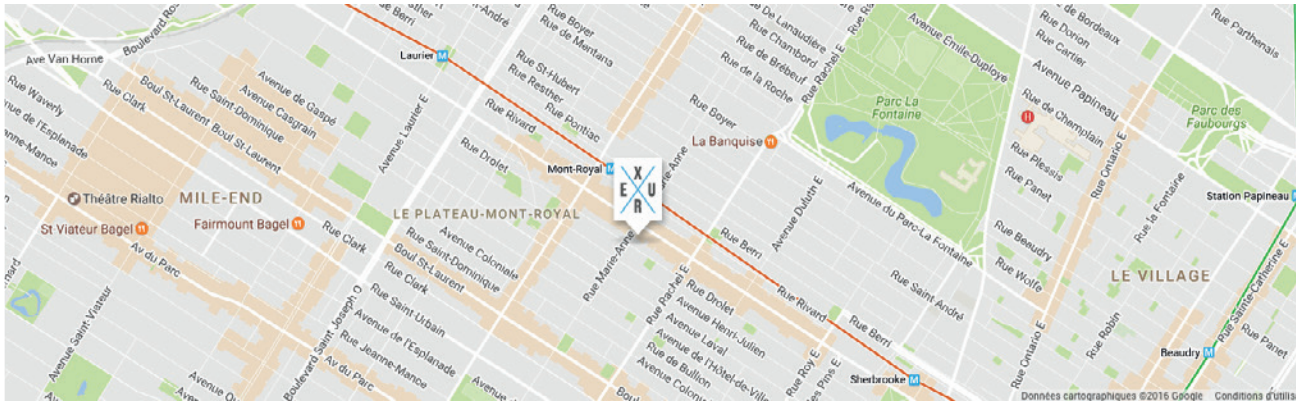 Ave Van Horne
Rue Waverly
Rue Clark
Boul St-Laurent
Boul St-Laurent
Rue Saint-Dominique
Avenue Casgrain
Avenue de Gaspé
Avenue Laurier E
Laurier M
Rue Rivard
Rue Resther
Rue St-Hubert
Rue Pontiac
Rue de Mentana
Rue Boyer
Rue Drolet
Mont-Royal
X
E U
R
Rue Boyer
La Banquise
De Lanaudière
Rue Chambord
Rue de Brébeuf
Rue de la Roche
Rue Rachel E
Avenue Émile-Duploye
Parc La
Fontaine
Avenue du Parc-La Fontaine
Avenue Duluth E
Rue Berri
Rue Saint André
de Bordeaux
Rue Dorion
Rue Cartier
Avenue Papineau
Rue de Champlain
H
Rue Plessis
Rue Panet
Rue Beaudry
Rue Wolfe
Rue Ontario E
Rue Parthenais
Parc des
Faubourgs
Rue la Fontaine
Station Papineau M
LE VILLAGE
Rue Sainte-Catherine E
Rue Panet
Rue Robin
Rue Ontario E
Beaudry M
Théâtre Rialto
MILE-END
St-Viateur Bagel
Fairmount Bagel
Rue Clark
Av du Parc
Avenue Saint-Viateur
Boulevard Saint Joseph O
LE PLATEAU-MONT-ROYAL
Avenue Coloniale
Rue Saint-Dominique
Boul St-Laurent
Rue Clark
Rue Saint Urbain
Avenue de l'Esplanade
Rue Jeanne-Mance
Av du Parc
Rue Marie-Anne
Rue Rachel E
Rue Drolet
Avenue Henri-Julien
Avenue Laval
Avenue de l'Hôtel-de-Ville
Rue de Bullion
Rue Roy E
Rue Rivard
Rue Berri
Sherbrooke M
Données cartographiques ©2016 Google Conditions d'utilis